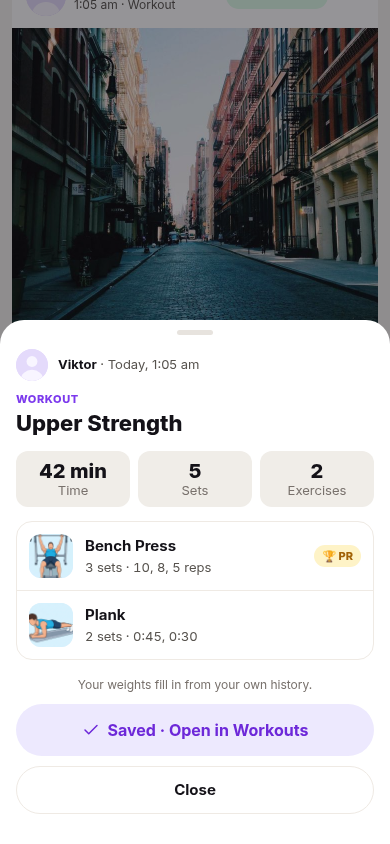 1:05 am · Workout
Viktor · Today, 1:05 am
WORKOUT
Upper Strength
42 min
Time
5
Sets
2
Exercises
Bench Press
3 sets · 10, 8, 5 reps
🏆 PR
Plank
2 sets · 0:45, 0:30
Your weights fill in from your own history.
✓ Saved · Open in Workouts
Close